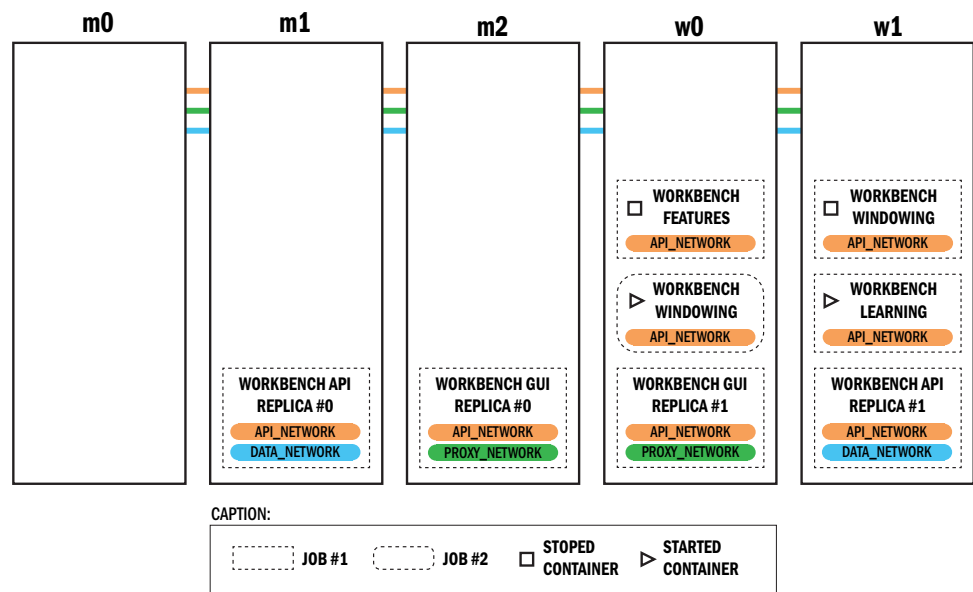 m0
m1
m2
w0
w1
WORKBENCH
FEATURES
API_NETWORK
WORKBENCH
WINDOWING
API_NETWORK
WORKBENCH
WINDOWING
API_NETWORK
WORKBENCH
LEARNING
API_NETWORK
WORKBENCH API
REPLICA #0
API_NETWORK
DATA_NETWORK
WORKBENCH GUI
REPLICA #0
API_NETWORK
PROXY_NETWORK
WORKBENCH GUI
REPLICA #1
API_NETWORK
PROXY_NETWORK
WORKBENCH API
REPLICA #1
API_NETWORK
DATA_NETWORK
CAPTION:
JOB #1
JOB #2
STOPED
CONTAINER
STARTED
CONTAINER